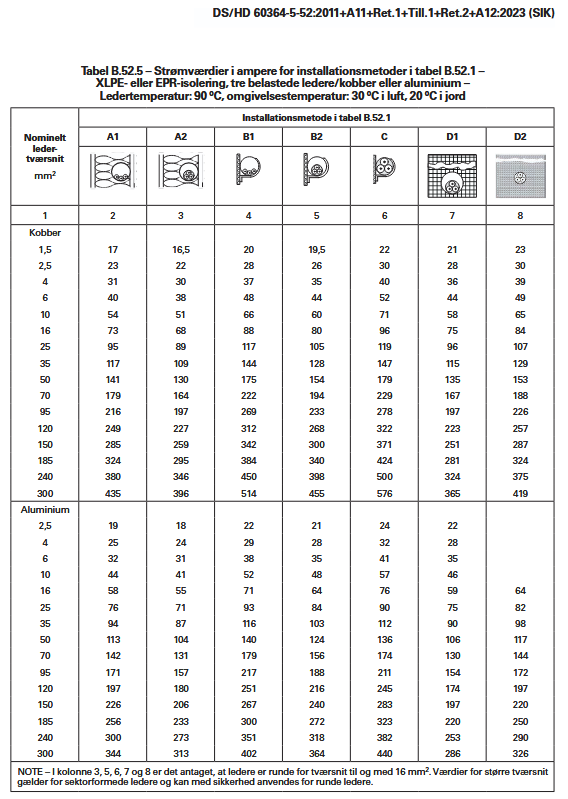 DS/HD 60364-5-52:2011+A11+Ret.1+Till.1+Ret.2+A12:2023 (SIK)
Tabel B.52.5 – Strømværdier i ampere for installationsmetoder i tabel B.52.1 –
XLPE- eller EPR-isolering, tre belastede ledere/kobber eller aluminium –
Ledertemperatur: 90 ºC, omgivelsestemperatur: 30 ºC i luft, 20 ºC i jord
Nominelt
leder-
tværsnit
mm²
Installationsmetode i tabel B.52.1
A1 A2 B1 B2 C D1 D2
1 2 3 4 5 6 7 8
Kobber
1,5 17 16,5 20 19,5 22 21 23
2,5 23 22 28 26 30 28 30
4 31 30 37 35 40 36 39
6 40 38 48 44 52 44 49
10 54 51 66 60 71 58 65
16 73 68 88 80 96 75 84
25 95 89 117 105 119 96 107
35 117 109 144 128 147 115 129
50 141 130 175 154 179 135 153
70 179 164 222 194 229 167 188
95 216 197 269 233 278 197 226
120 249 227 312 268 322 223 257
150 285 259 342 300 371 251 287
185 324 295 384 340 424 281 324
240 380 346 450 398 500 324 375
300 435 396 514 455 576 365 419
Aluminium
2,5 19 18 22 21 24 22
4 25 24 29 28 32 28
6 32 31 38 35 41 35
10 44 41 52 48 57 46
16 58 55 71 64 76 59 64
25 76 71 93 84 90 75 82
35 94 87 116 103 112 90 98
50 113 104 140 124 136 106 117
70 142 131 179 156 174 130 144
95 171 157 217 188 211 154 172
120 197 180 251 216 245 174 197
150 226 206 267 240 283 197 220
185 256 233 300 272 323 220 250
240 300 273 351 318 382 253 290
300 344 313 402 364 440 286 326
NOTE – I kolonne 3, 5, 6, 7 og 8 er det antaget, at ledere er runde for tværsnit til og med 16 mm². Værdier for større tværsnit
gælder for sektorformede ledere og kan med sikkerhed anvendes for runde ledere.